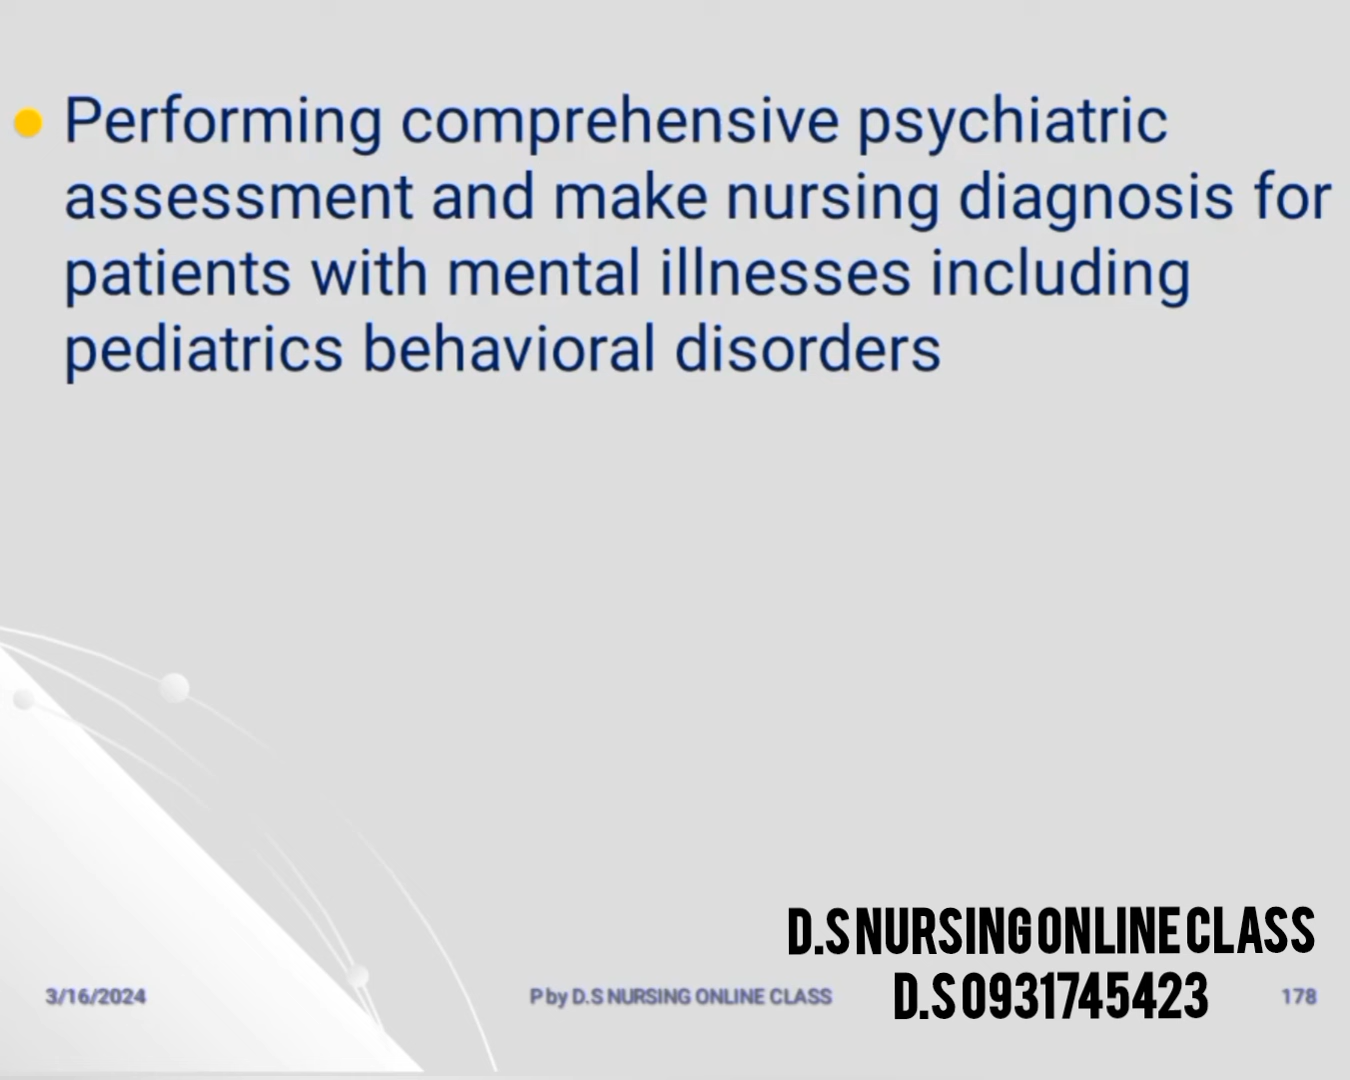 Performing comprehensive psychiatric
assessment and make nursing diagnosis for
patients with mental illnesses including
pediatrics behavioral disorders
D.S NURSING ONLINE CLASS
D.S 0931745423
3/16/2024
P by D.S NURSING ONLINE CLASS
178